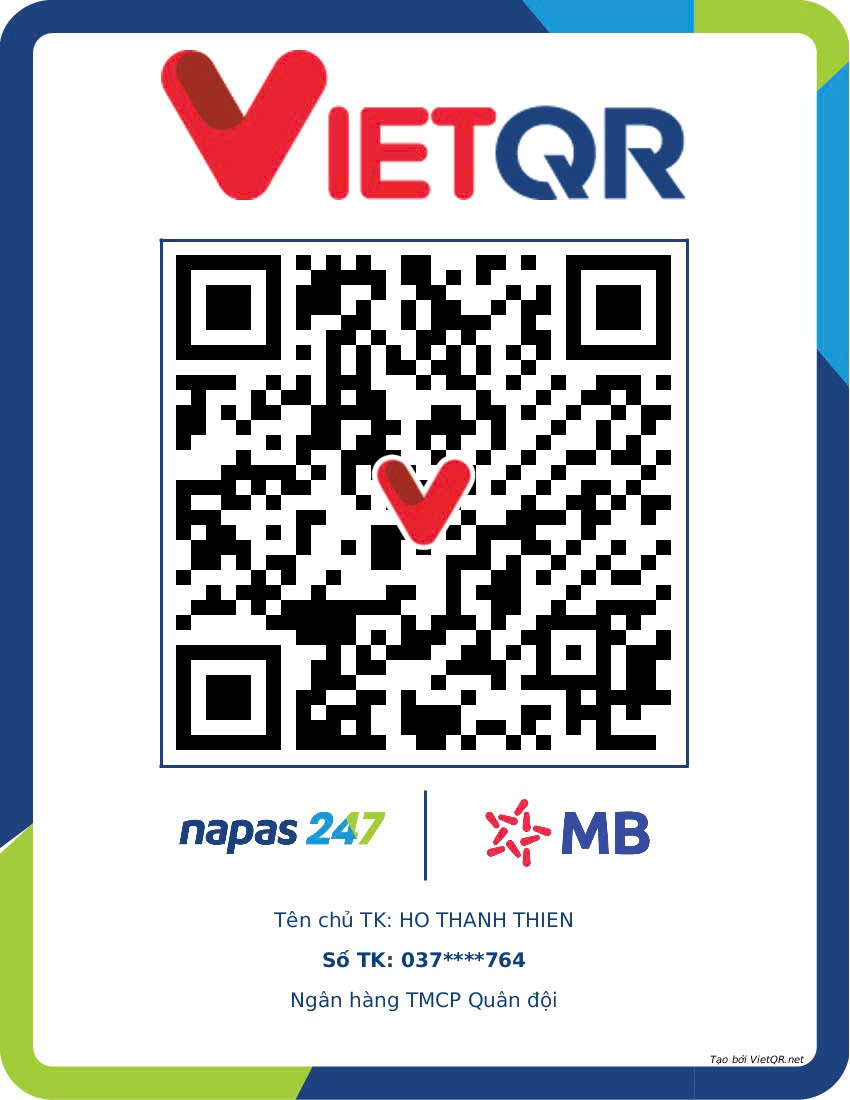 VIETQR
napas 247
MB
Tên chủ TK: HO THANH THIEN
Số TK: 037****764
Ngân hàng TMCP Quân đội
Tạo bởi VietQR.net